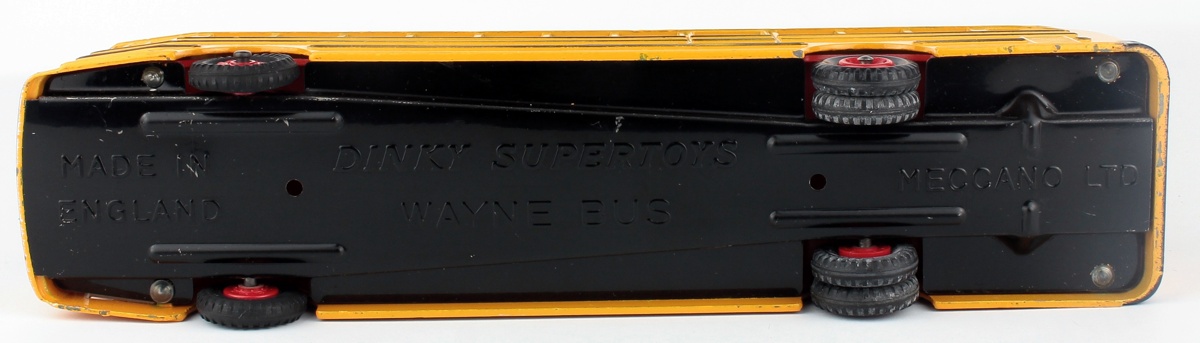 MADE IN
ENGLAND
DINKY SUPERTOYS
WAYNE BUS
MECCANO LTD